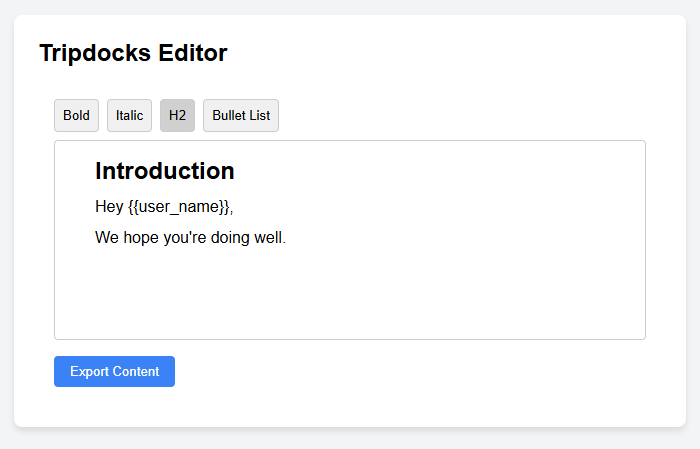 Tripdocks Editor
Bold Italic H2 Bullet List
Introduction
Hey {{user_name}},
We hope you're doing well.
Export Content